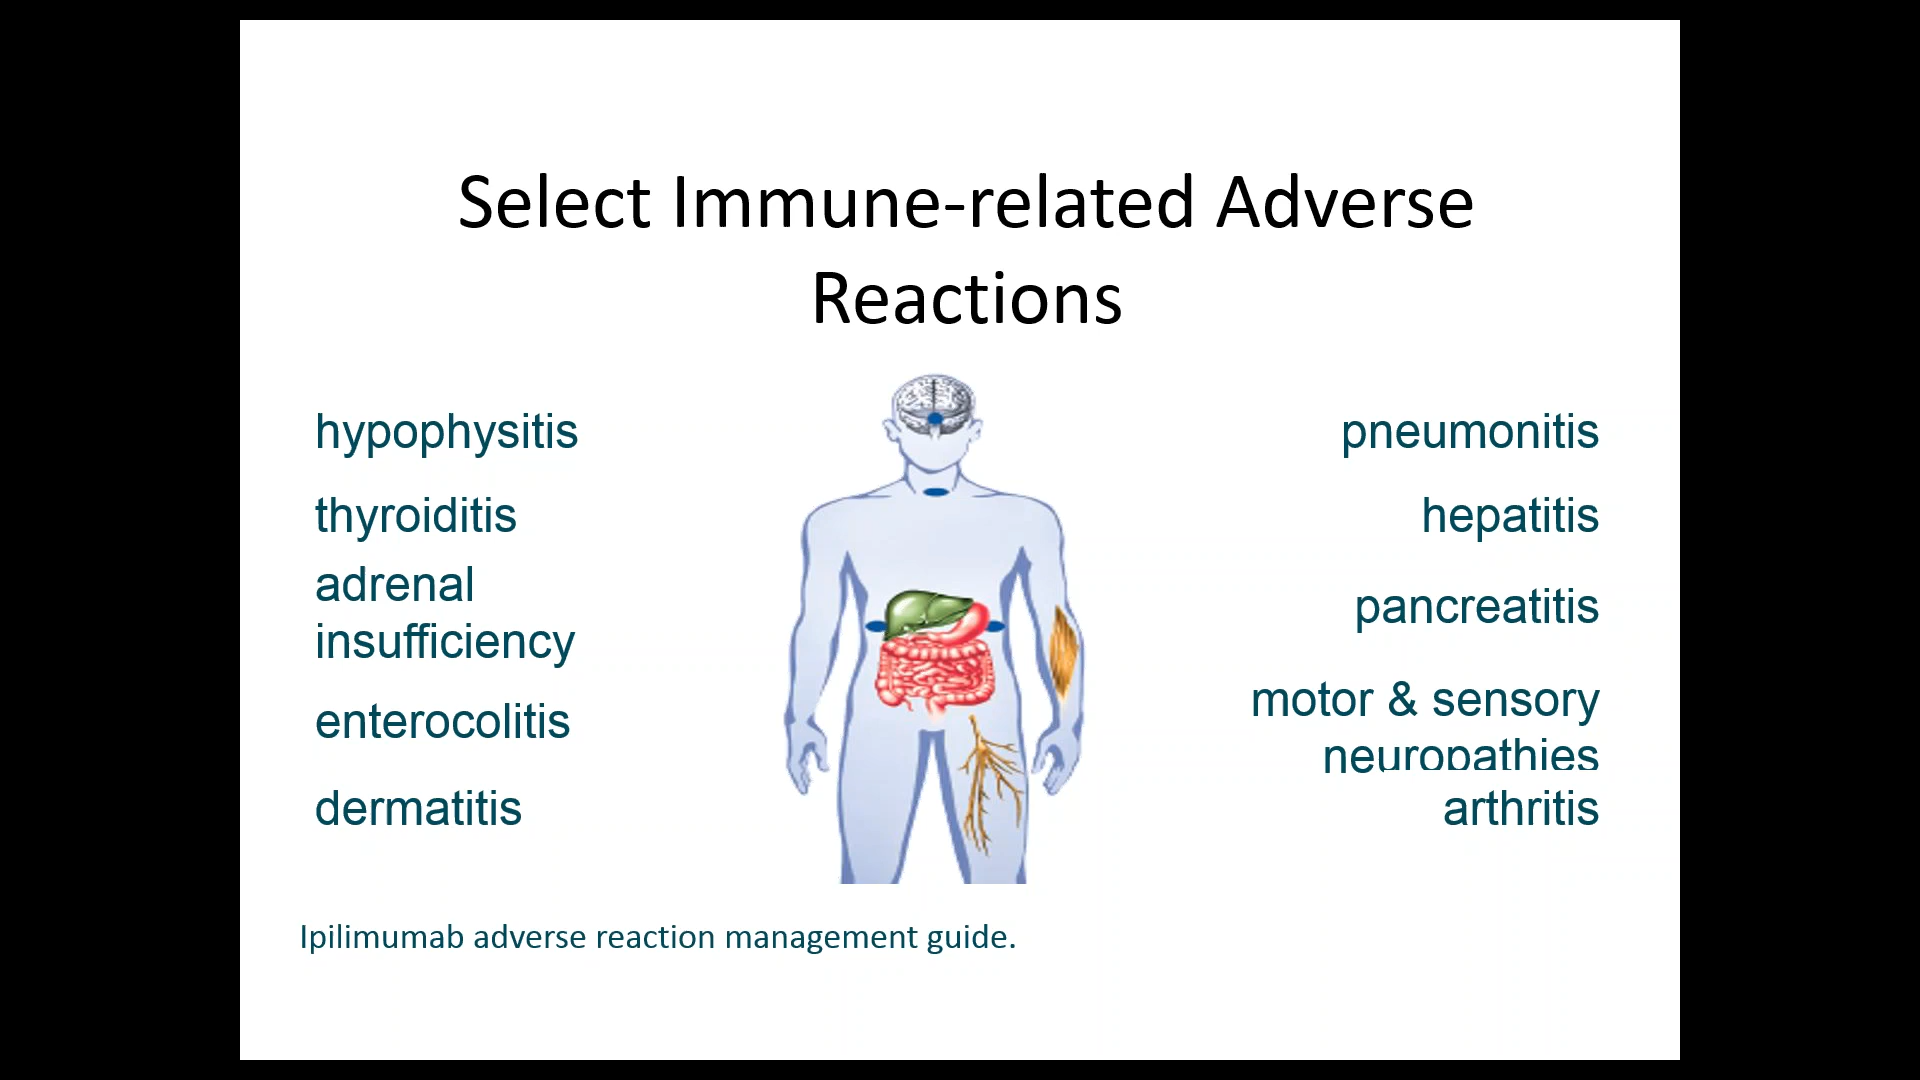 Select Immune-related Adverse
Reactions
hypophysitis
thyroiditis
adrenal
insufficiency
enterocolitis
dermatitis
pneumonitis
hepatitis
pancreatitis
motor & sensory
neuropathies
arthritis
Ipilimumab adverse reaction management guide.